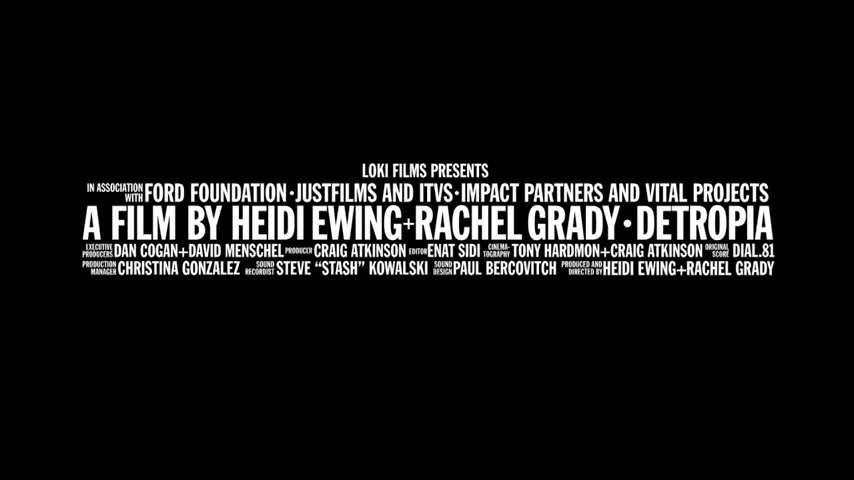 LOKI FILMS PRESENTS
IN ASSOCIATION WITH FORD FOUNDATION · JUSTFILMS AND ITVS · IMPACT PARTNERS AND VITAL PROJECTS
A FILM BY HEIDI EWING+RACHEL GRADY · DETROPIA
EXECUTIVE PRODUCERS DAN COGAN+DAVID MENSCHEL PRODUCER CRAIG ATKINSON EDITOR ENAT SIDI CINEMA-TOGRAPHY TONY HARDMON+CRAIG ATKINSON ORIGINAL SCORE DIAL.81
PRODUCTION MANAGER CHRISTINA GONZALEZ SOUND RECORDIST STEVE “STASH” KOWALSKI SOUND DESIGN PAUL BERCOVITCH PRODUCED AND DIRECTED BY HEIDI EWING+RACHEL GRADY